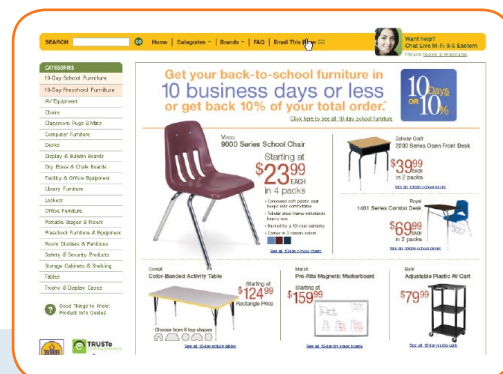 SEARCH
Home | Categories | Brands | FAQ | Email This
Want help?
Chat Live M-F: 8-6 Eastern
CATEGORIES
10-Day School Furniture
10-Day Preschool Furniture
AV Equipment
Chairs
Classroom Rugs & Mats
Computer Furniture
Desks
Display & Bulletin Boards
Dry Erase & Chalk Boards
Facility & Office Equipment
Library Furniture
Lockers
Office Furniture
Portable Stages & Risers
Preschool Furniture & Equipment
Room Dividers & Partitions
Safety & Security Products
Storage Cabinets & Shelving
Tables
Trophy & Display Cases
Good Things to Know:
Product Info Center
BBB
TRUSTe
Get your back-to-school furniture in
10 business days or less
or get back 10% of your total order.*
Click here to see all 10-day school furniture
10 Days
OR 10%
Virco
9000 Series School Chair
Starting at
$23.99 EACH
in 4 packs
Scholar Craft
2200 Series Open Front Desk
$39.99 EACH
in 2 packs
Royal
1401 Series Combo Desk
$69.99 EACH
in 2 packs
Color-Banded Activity Table
Starting at
$124.99
Rectangle Price
Choose from 8 top shapes
March
Pre-Rite Magnetic Markerboard
Starting at
$159.99
Adjustable Plastic AV Cart
$79.99